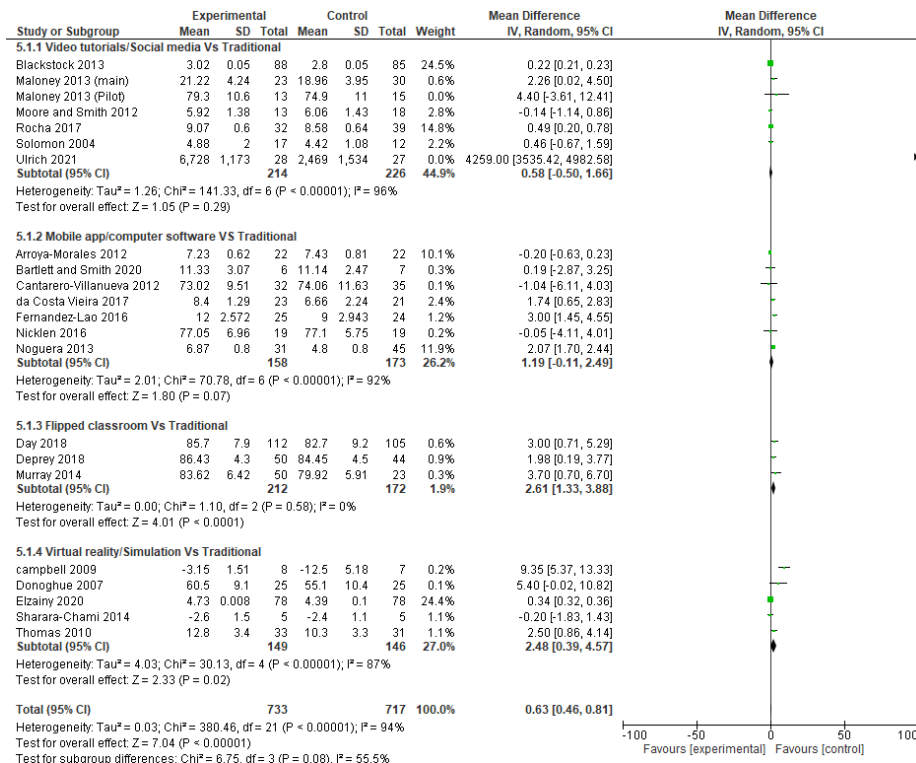 Experimental Control Mean Difference Mean Difference
Study or Subgroup Mean SD Total Mean SD Total Weight IV, Random, 95% CI IV, Random, 95% CI
5.1.1 Video tutorials/Social media Vs Traditional
Blackstock 2013 3.02 0.05 88 2.8 0.05 85 24.5% 0.22 [0.21, 0.23]
Maloney 2013 (main) 21.22 4.24 23 18.96 3.95 30 0.6% 2.26 [0.02, 4.50]
Maloney 2013 (Pilot) 79.3 10.6 13 74.9 11 15 0.0% 4.40 [-3.61, 12.41]
Moore and Smith 2012 5.92 1.38 13 6.06 1.43 18 2.8% -0.14 [-1.14, 0.86]
Rocha 2017 9.07 0.6 32 8.58 0.64 39 14.8% 0.49 [0.20, 0.78]
Solomon 2004 4.88 2 17 4.42 1.08 12 2.2% 0.46 [-0.67, 1.59]
Ulrich 2021 6,728 1,173 28 2,469 1,534 27 0.0% 4259.00 [3535.42, 4982.58]
Subtotal (95% CI) 214 226 44.9% 0.58 [-0.50, 1.66]
Heterogeneity: Tau² = 1.26; Chi² = 141.33, df = 6 (P < 0.00001); I² = 96%
Test for overall effect: Z = 1.05 (P = 0.29)
5.1.2 Mobile app/computer software VS Traditional
Arroya-Morales 2012 7.23 0.62 22 7.43 0.81 22 10.1% -0.20 [-0.63, 0.23]
Bartlett and Smith 2020 11.33 3.07 6 11.14 2.47 7 0.3% 0.19 [-2.87, 3.25]
Cantarero-Villanueva 2012 73.02 9.51 32 74.06 11.63 35 0.1% -1.04 [-6.11, 4.03]
da Costa Vieira 2017 8.4 1.29 23 6.66 2.24 21 2.3% 1.74 [0.65, 2.83]
Fernandez-Lao 2016 12 2.572 25 9 2.943 24 1.2% 3.00 [1.45, 4.55]
Nicklen 2016 77.05 6.96 19 77.1 5.75 19 0.2% -0.05 [-4.11, 4.01]
Noguera 2013 6.87 0.8 31 4.8 0.8 45 11.9% 2.07 [1.70, 2.44]
Subtotal (95% CI) 158 173 26.2% 1.19 [-0.11, 2.49]
Heterogeneity: Tau² = 2.01; Chi² = 70.78, df = 6 (P < 0.00001); I² = 92%
Test for overall effect: Z = 1.80 (P = 0.07)
5.1.3 Flipped classroom Vs Traditional
Day 2018 85.7 7.9 112 82.7 9.2 105 0.6% 3.00 [0.71, 5.29]
Deprey 2018 86.43 4.3 50 84.45 4.5 44 0.9% 1.98 [0.19, 3.77]
Murray 2014 83.62 6.42 50 79.92 5.91 23 0.3% 3.70 [0.70, 6.70]
Subtotal (95% CI) 212 172 1.9% 2.61 [1.33, 3.88]
Heterogeneity: Tau² = 0.00; Chi² = 1.10, df = 2 (P = 0.58); I² = 0%
Test for overall effect: Z = 4.01 (P < 0.0001)
5.1.4 Virtual reality/Simulation Vs Traditional
campbell 2009 -3.15 1.51 8 -12.5 5.18 7 0.2% 9.35 [5.37, 13.33]
Donoghue 2007 60.5 9.1 25 55.1 10.4 25 0.1% 5.40 [-0.02, 10.82]
Elzainy 2020 4.73 0.008 78 4.39 0.1 78 24.4% 0.34 [0.32, 0.36]
Sharara-Chami 2014 -2.6 1.5 5 -2.4 1.1 5 1.1% -0.20 [-1.83, 1.43]
Thomas 2010 12.8 3.4 33 10.3 3.3 31 1.1% 2.50 [0.86, 4.14]
Subtotal (95% CI) 149 146 27.0% 2.48 [0.39, 4.57]
Heterogeneity: Tau² = 4.03; Chi² = 30.13, df = 4 (P < 0.00001); I² = 87%
Test for overall effect: Z = 2.33 (P = 0.02)
Total (95% CI) 733 717 100.0% 0.63 [0.46, 0.81]
Heterogeneity: Tau² = 0.03; Chi² = 380.46, df = 21 (P < 0.00001); I² = 94%
Test for overall effect: Z = 7.04 (P < 0.00001)
Test for subgroup differences: Chi² = 6.75, df = 3 (P = 0.08), I² = 55.5%
-100 -50 0 50 100
Favours [experimental] Favours [control]